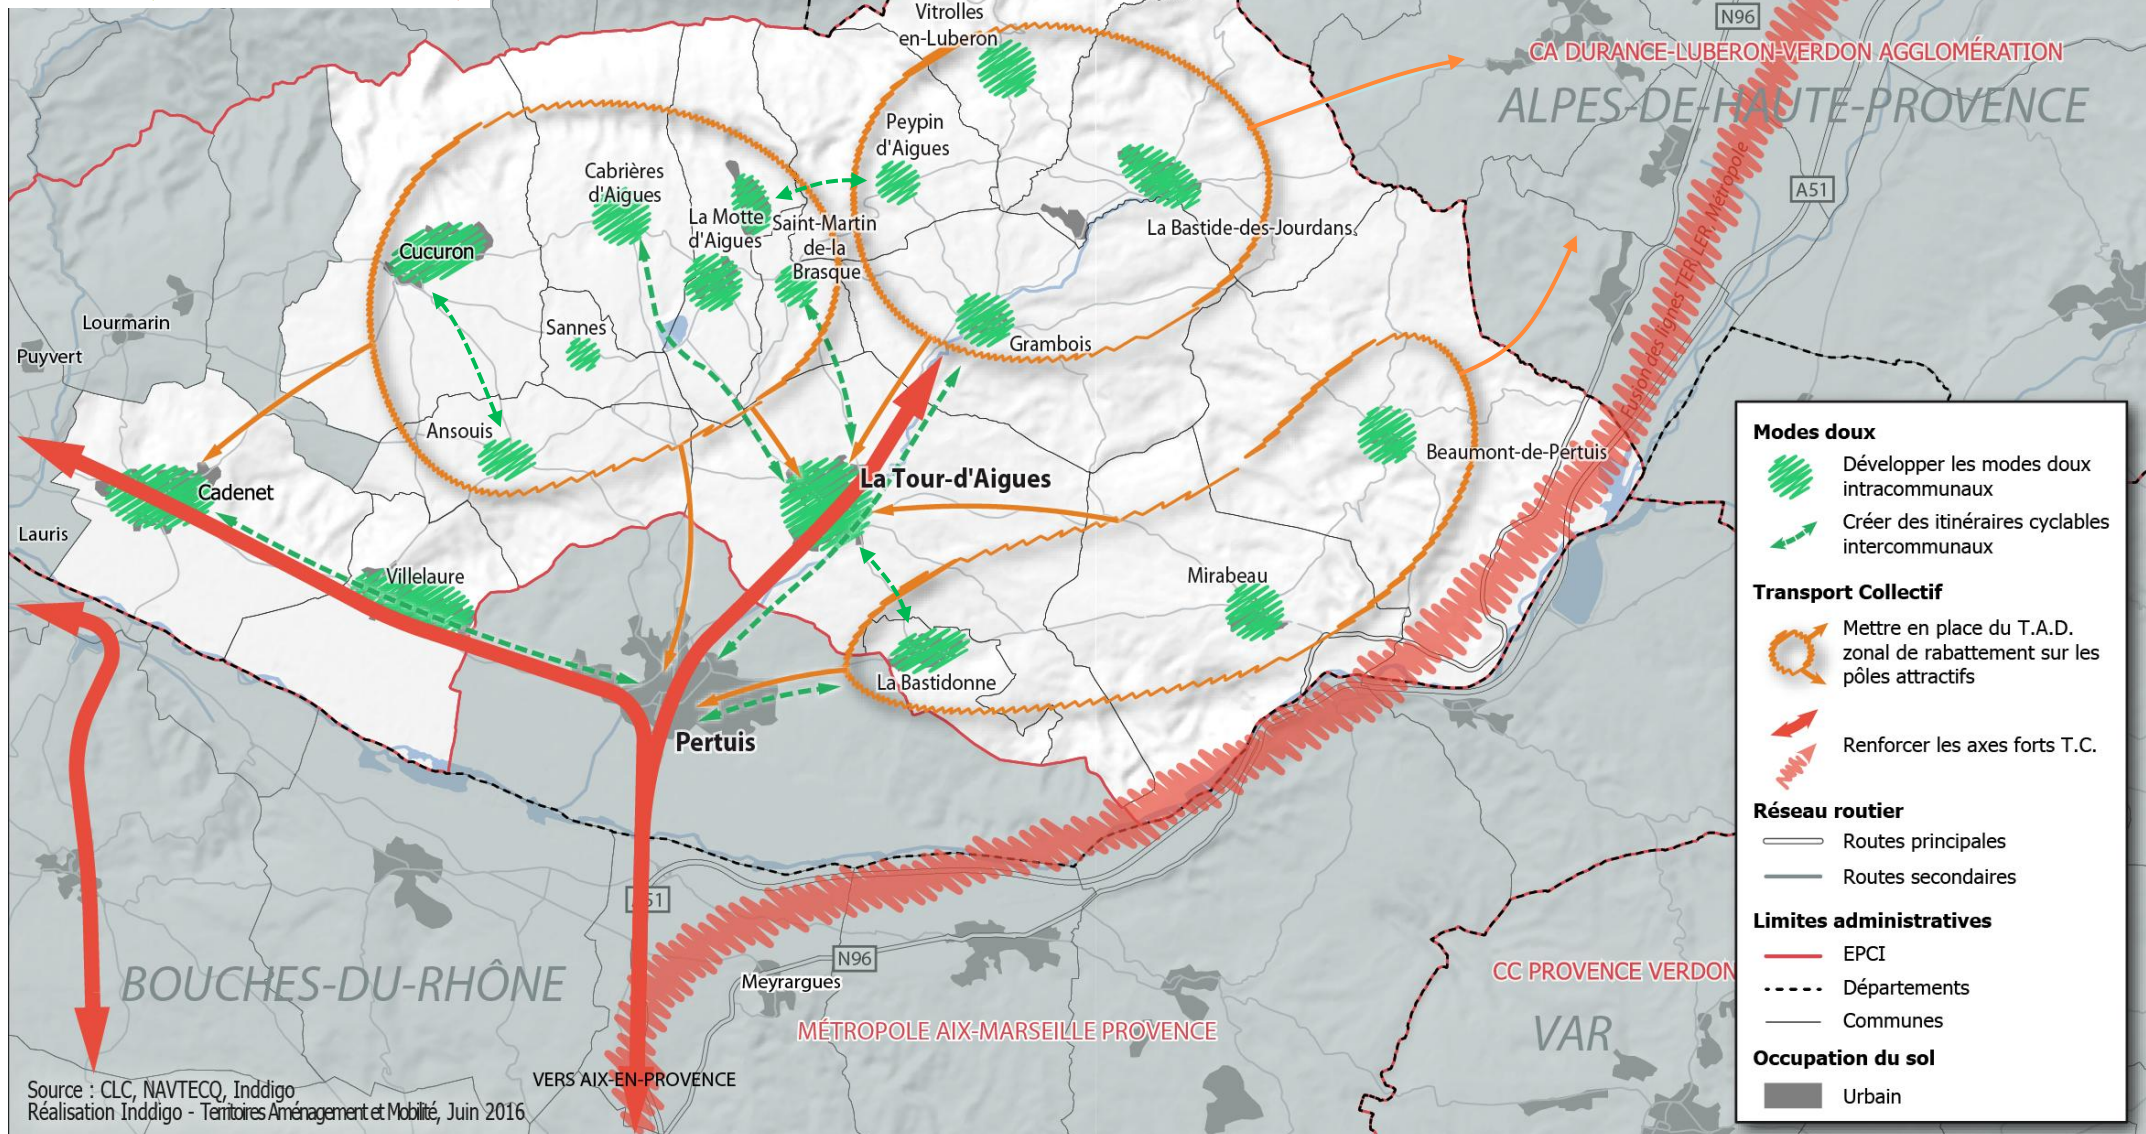 Vitrolles
en-Luberon
N96
CA DURANCE-LUBERON-VERDON AGGLOMÉRATION
ALPES-DE-HAUTE-PROVENCE
Peypin
d'Aigues
Cabrières
d'Aigues
A51
La Motte
d'Aigues
Saint-Martin
de-la
Brasque
La Bastide-des-Jourdans
Cucuron
Fusion des lignes TER, LER, Métropole
Lourmarin
Sannes
Puyvert
Grambois
Ansouis
Beaumont-de-Pertuis
La Tour-d'Aigues
Cadenet
Lauris
Villelaure
Mirabeau
La Bastidonne
Pertuis
A51
N96
Meyrargues
BOUCHES-DU-RHÔNE
CC PROVENCE VERDON
MÉTROPOLE AIX-MARSEILLE PROVENCE
VAR
VERS AIX-EN-PROVENCE
Source : CLC, NAVTECQ, Inddigo
Réalisation Inddigo - Territoires Aménagement et Mobilité, Juin 2016
Modes doux
Développer les modes doux
intracommunaux
Créer des itinéraires cyclables
intercommunaux
Transport Collectif
Mettre en place du T.A.D.
zonal de rabattement sur les
pôles attractifs
Renforcer les axes forts T.C.
Réseau routier
Routes principales
Routes secondaires
Limites administratives
EPCI
Départements
Communes
Occupation du sol
Urbain